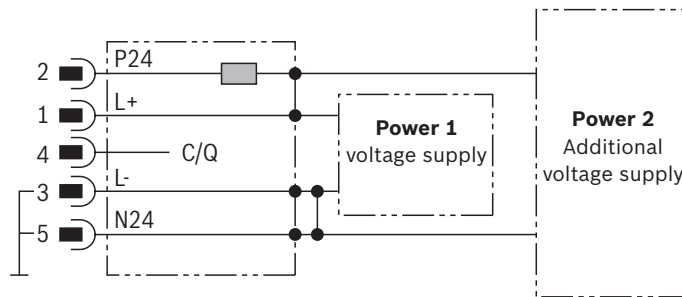 2 P24
1 L+
4 C/Q
3 L-
5 N24
Power 1
voltage supply
Power 2
Additional
voltage supply